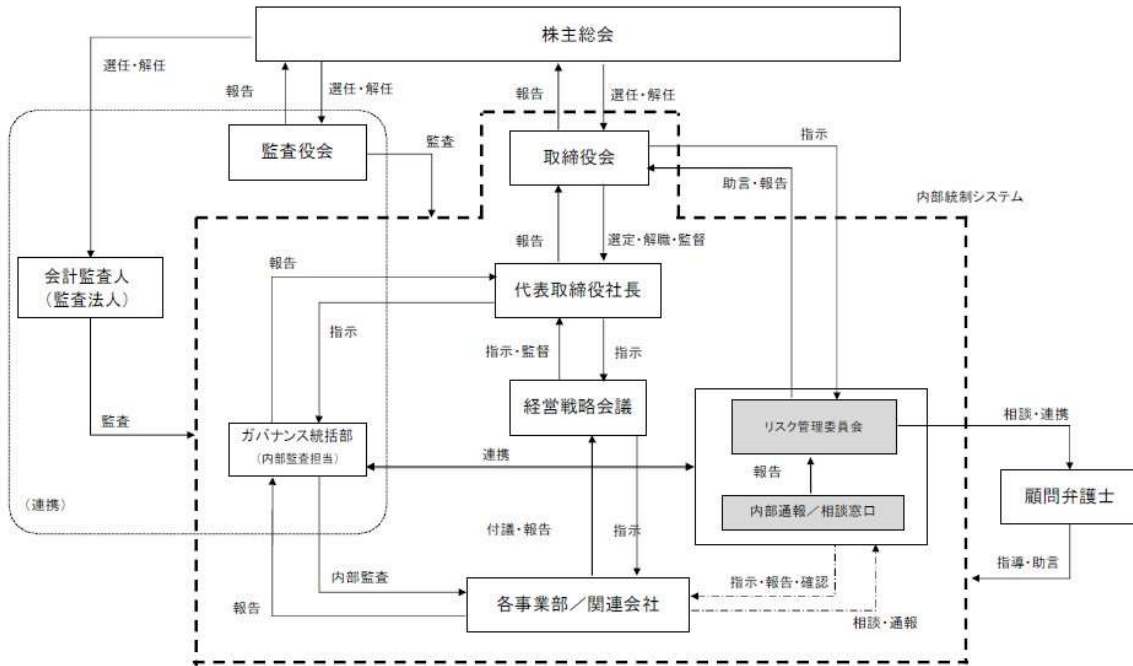 株主総会
選任・解任
報告
選任・解任
報告
選任・解任
監査役会
監査
取締役会
指示
助言・報告
内部統制システム
報告
選定・解職・監督
会計監査人
（監査法人）
報告
代表取締役社長
指示
指示・監督
指示
経営戦略会議
監査
ガバナンス統括部
（内部監査担当）
連携
リスク管理委員会
相談・連携
報告
（連携）
内部通報／相談窓口
顧問弁護士
付議・報告
指示
内部監査
指示・報告・確認
指導・助言
報告
各事業部／関連会社
相談・通報